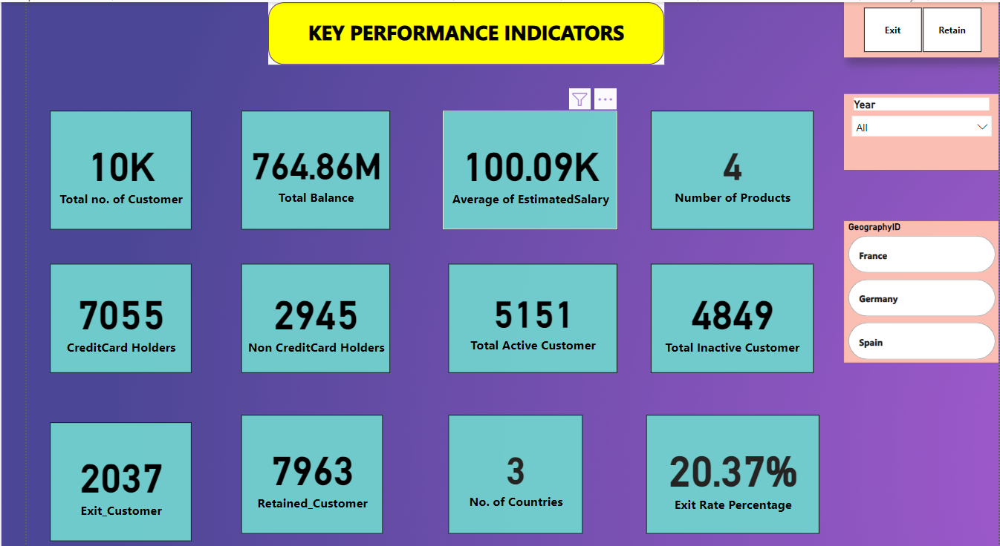 KEY PERFORMANCE INDICATORS
Exit
Retain
Year
All
10K
Total no. of Customer
764.86M
Total Balance
100.09K
Average of EstimatedSalary
4
Number of Products
GeographyID
France
Germany
Spain
7055
CreditCard Holders
2945
Non CreditCard Holders
5151
Total Active Customer
4849
Total Inactive Customer
2037
Exit_Customer
7963
Retained_Customer
3
No. of Countries
20.37%
Exit Rate Percentage